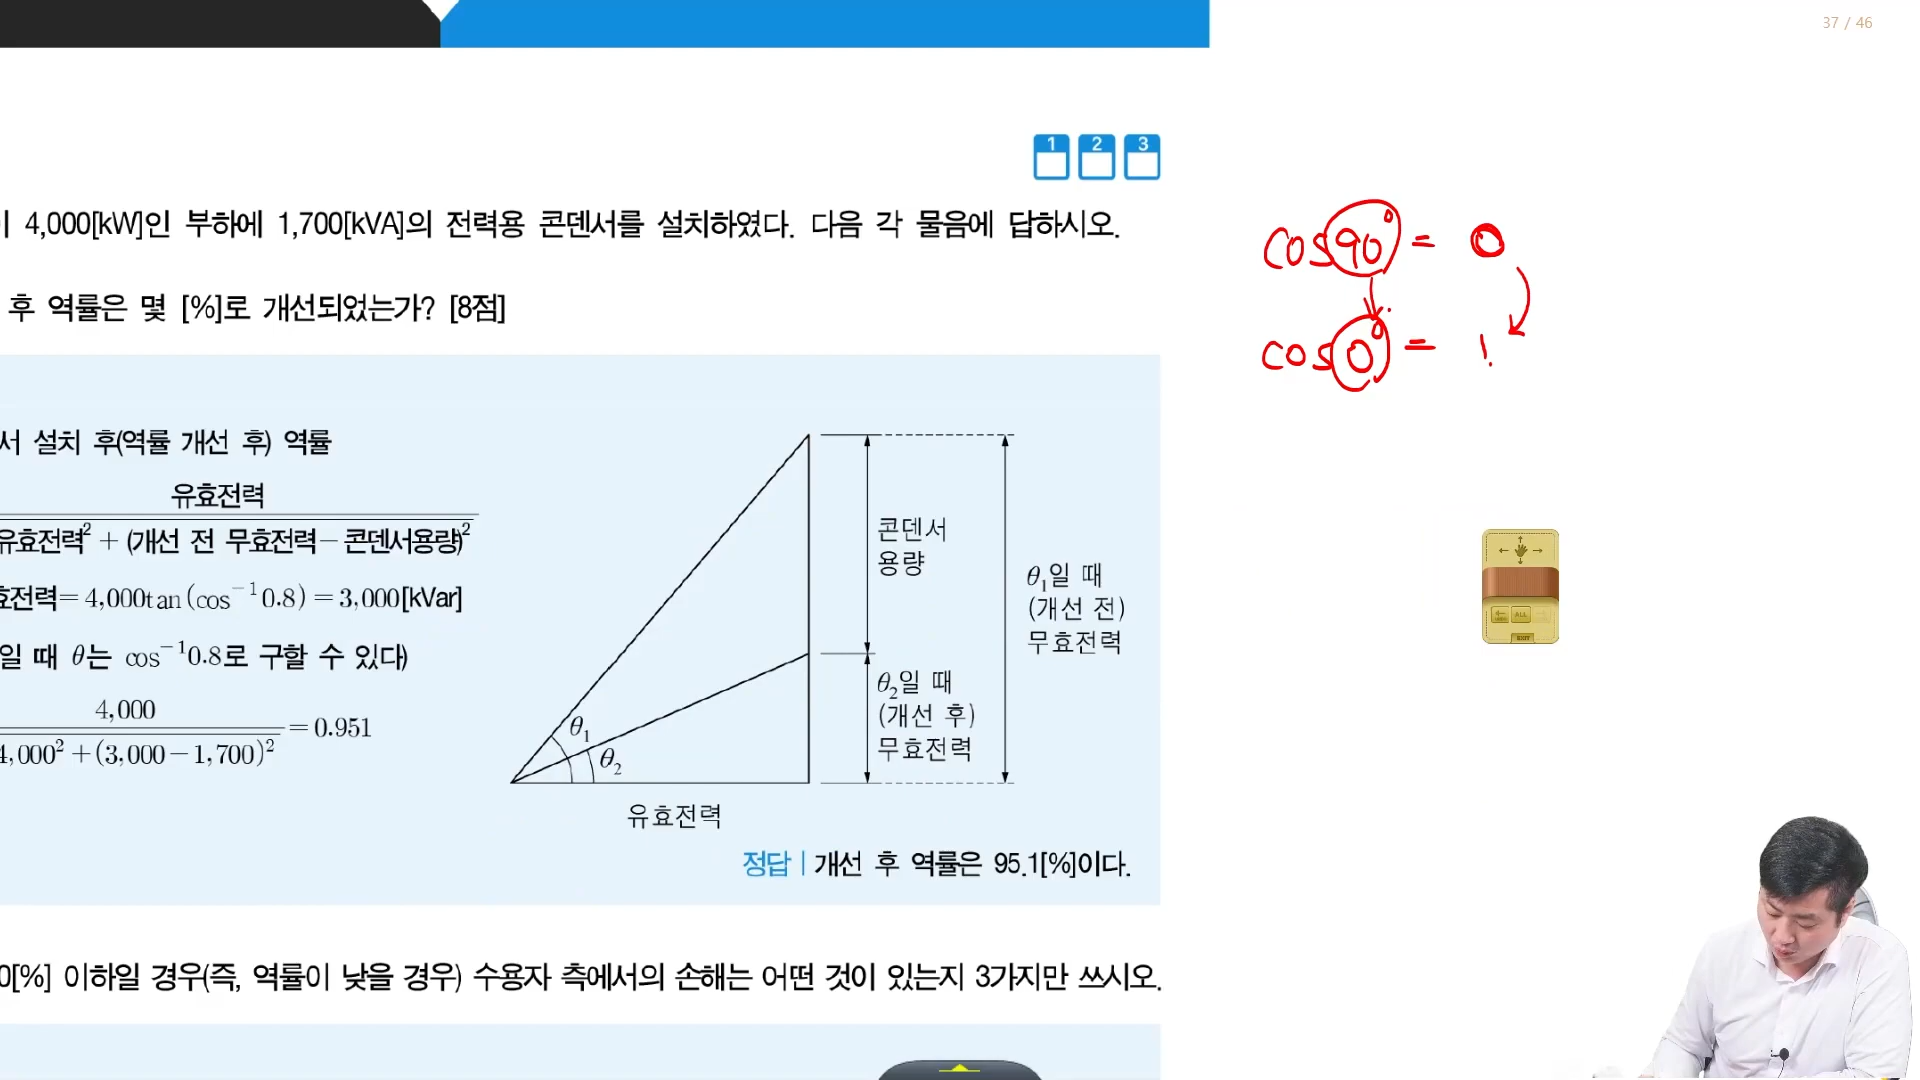 37 / 46
1 2 3
4,000[kW]인 부하에 1,700[kVA]의 전력용 콘덴서를 설치하였다. 다음 각 물음에 답하시오.
후 역률은 몇 [%]로 개선되었는가? [8점]
cos 90° = 0
cos 0° = 1
서 설치 후(역률 개선 후) 역률
유효전력
유효전력² + (개선 전 무효전력 − 콘덴서용량)²
효전력 = 4,000tan(cos⁻¹0.8) = 3,000[kVar]
일 때 θ는 cos⁻¹0.8로 구할 수 있다)
4,000
4,000² + (3,000 − 1,700)²
= 0.951
콘덴서
용량
θ₁일 때
(개선 전)
무효전력
θ₂일 때
(개선 후)
무효전력
θ₁
θ₂
유효전력
정답 | 개선 후 역률은 95.1[%]이다.
0[%] 이하일 경우(즉, 역률이 낮을 경우) 수용자 측에서의 손해는 어떤 것이 있는지 3가지만 쓰시오.
ALL
EXIT